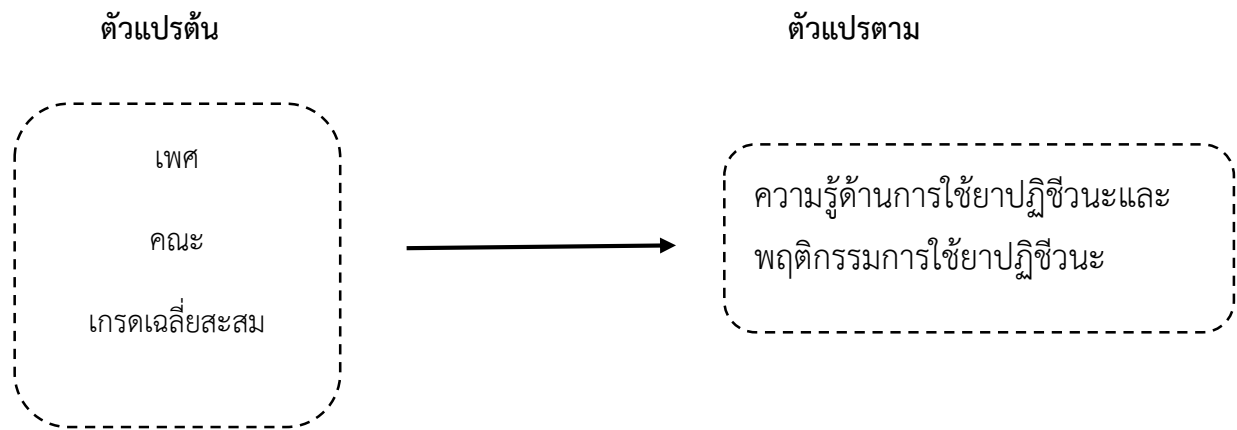 ตัวแปรต้น
ตัวแปรตาม
เพศ
คณะ
เกรดเฉลี่ยสะสม
ความรู้ด้านการใช้ยาปฏิชีวนะและ
พฤติกรรมการใช้ยาปฏิชีวนะ